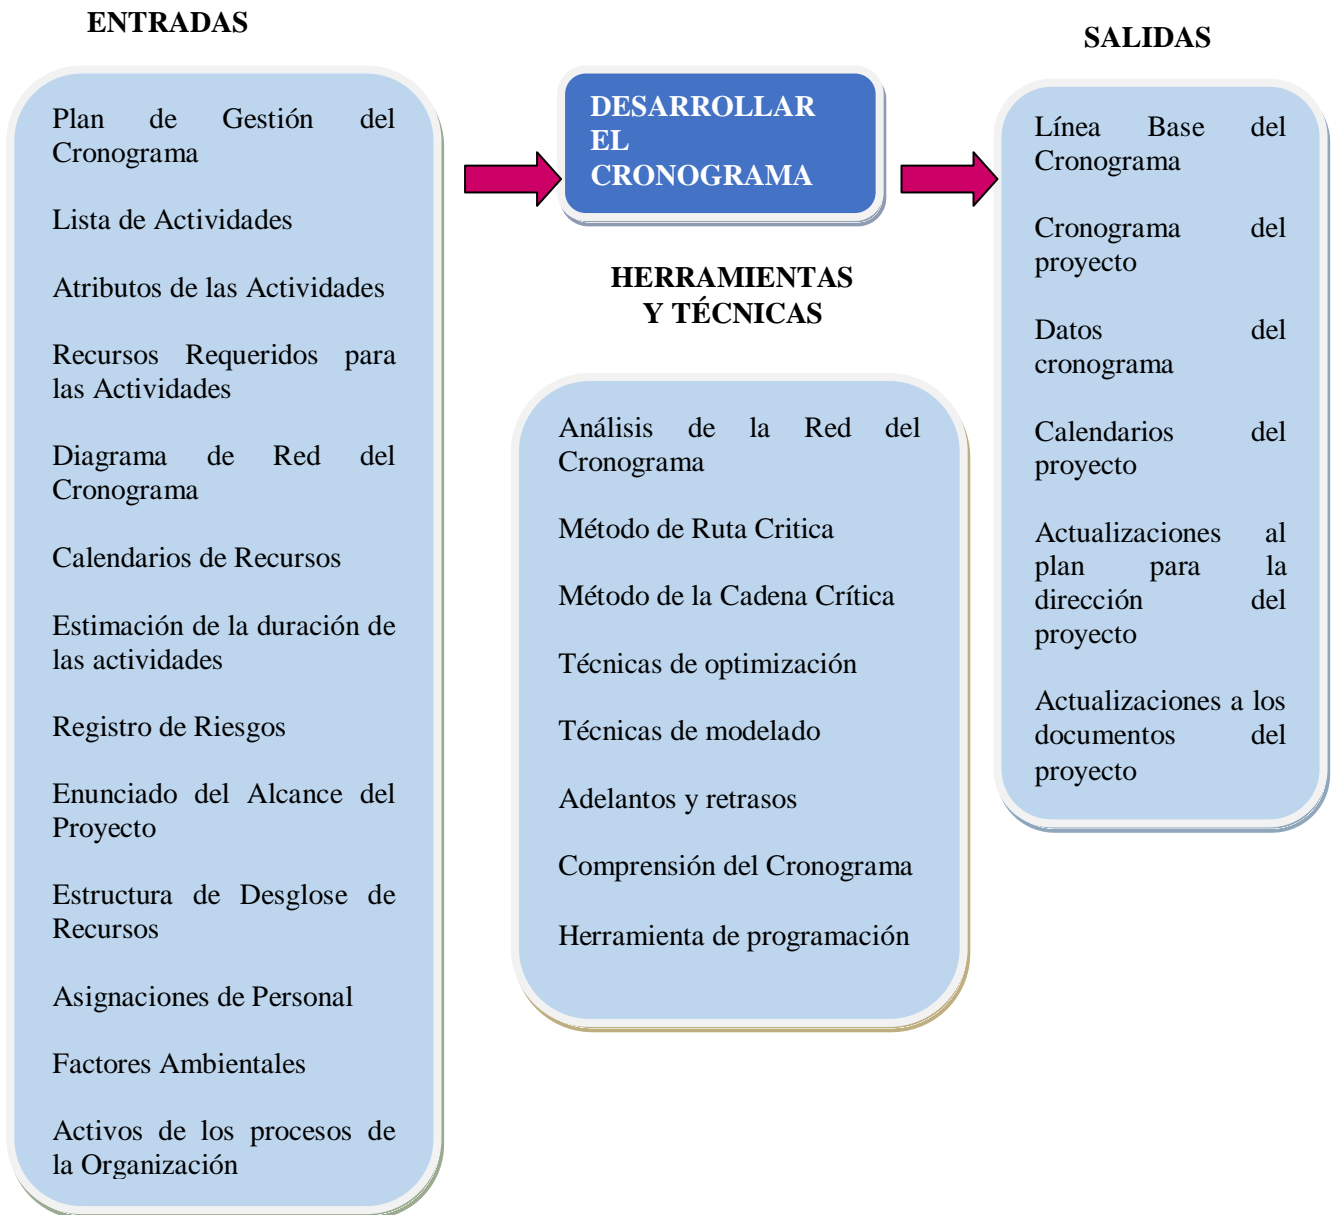 ENTRADAS
Plan de Gestión del
Cronograma
Lista de Actividades
Atributos de las Actividades
Recursos Requeridos para
las Actividades
Diagrama de Red del
Cronograma
Calendarios de Recursos
Estimación de la duración de
las actividades
Registro de Riesgos
Enunciado del Alcance del
Proyecto
Estructura de Desglose de
Recursos
Asignaciones de Personal
Factores Ambientales
Activos de los procesos de
la Organización
DESARROLLAR
EL
CRONOGRAMA
HERRAMIENTAS
Y TÉCNICAS
Análisis de la Red del
Cronograma
Método de Ruta Critica
Método de la Cadena Crítica
Técnicas de optimización
Técnicas de modelado
Adelantos y retrasos
Comprensión del Cronograma
Herramienta de programación
SALIDAS
Línea Base del
Cronograma
Cronograma del
proyecto
Datos del
cronograma
Calendarios del
proyecto
Actualizaciones al
plan para la
dirección del
proyecto
Actualizaciones a los
documentos del
proyecto